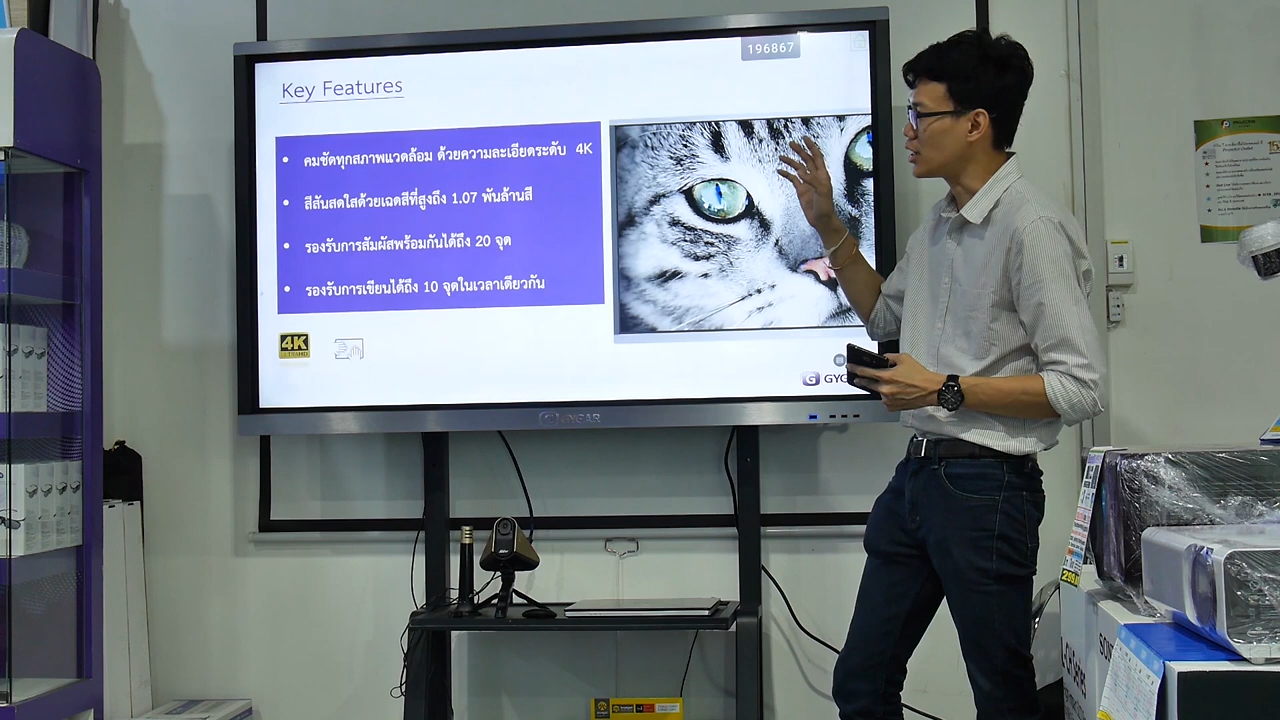 196867
Key Features
• คมชัดทุกสภาพแวดล้อม ด้วยความละเอียดระดับ 4K
• สีสันสดใสด้วยเฉดสีที่สูงถึง 1.07 พันล้านสี
• รองรับการสัมผัสพร้อมกันได้ถึง 20 จุด
• รองรับการเขียนได้ถึง 10 จุดในเวลาเดียวกัน
4K
ULTRA HD
GYG
GYGAR